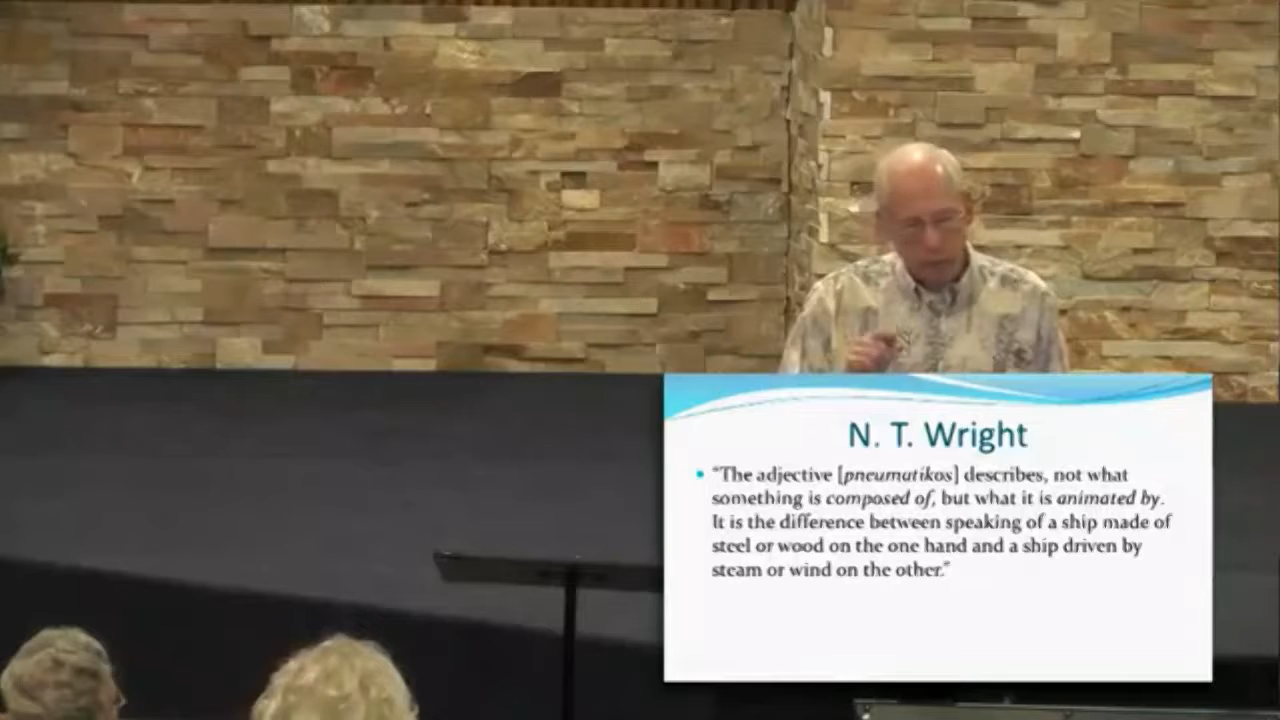 N. T. Wright
• “The adjective [pneumatikos] describes, not what
something is composed of, but what it is animated by.
It is the difference between speaking of a ship made of
steel or wood on the one hand and a ship driven by
steam or wind on the other.”